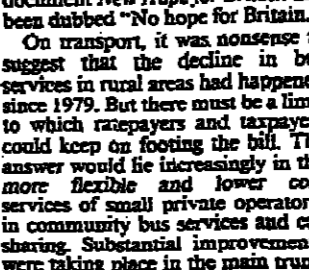 document New Hope for Britain
been dubbed "No hope for Britain.
On transport, it was nonsense
suggest that the decline in
services in rural areas had happene
since 1979. But there must be a lim
to which ratepayers and taxpaye
could keep on footing the bill. T
answer would lie increasingly in th
more flexible and lower co
services of small private operator
in community bus services and
sharing. Substantial improvemen
were taking place in the main trun